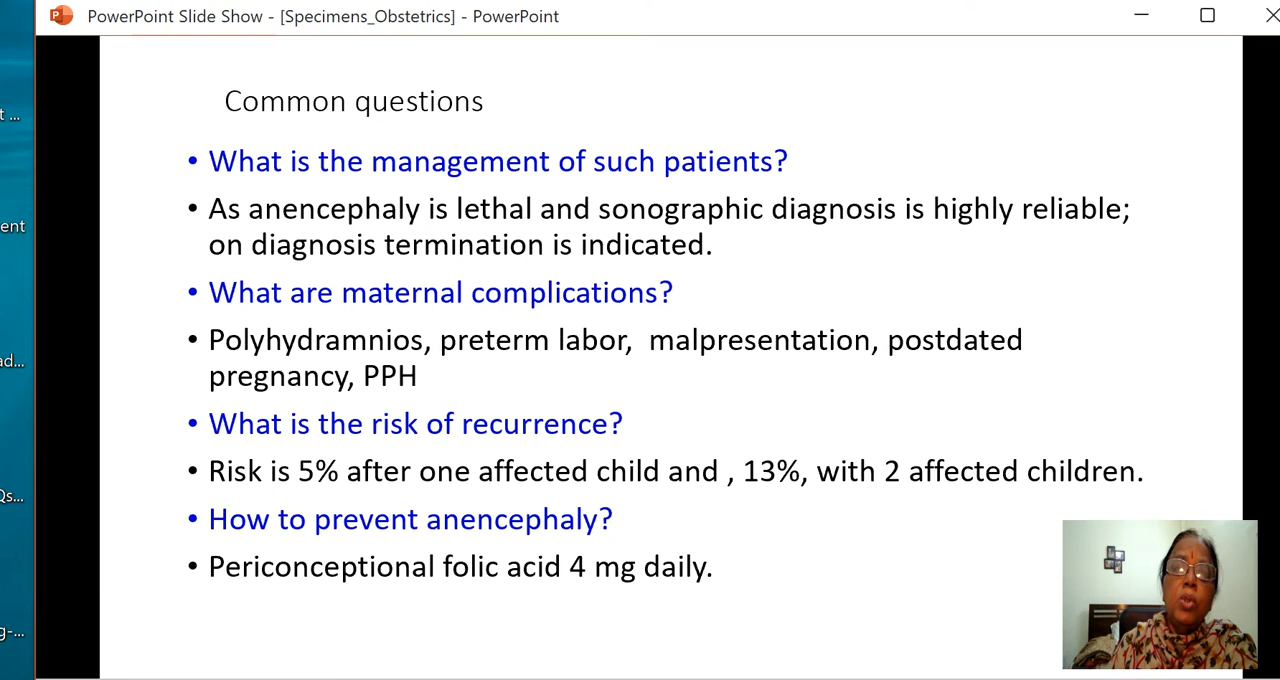 PowerPoint Slide Show - [Specimens_Obstetrics] - PowerPoint
Common questions
• What is the management of such patients?
• As anencephaly is lethal and sonographic diagnosis is highly reliable;
on diagnosis termination is indicated.
• What are maternal complications?
• Polyhydramnios, preterm labor,  malpresentation, postdated
pregnancy, PPH
• What is the risk of recurrence?
• Risk is 5% after one affected child and , 13%, with 2 affected children.
• How to prevent anencephaly?
• Periconceptional folic acid 4 mg daily.
t ...
ent
ad...
Qs...
g-...